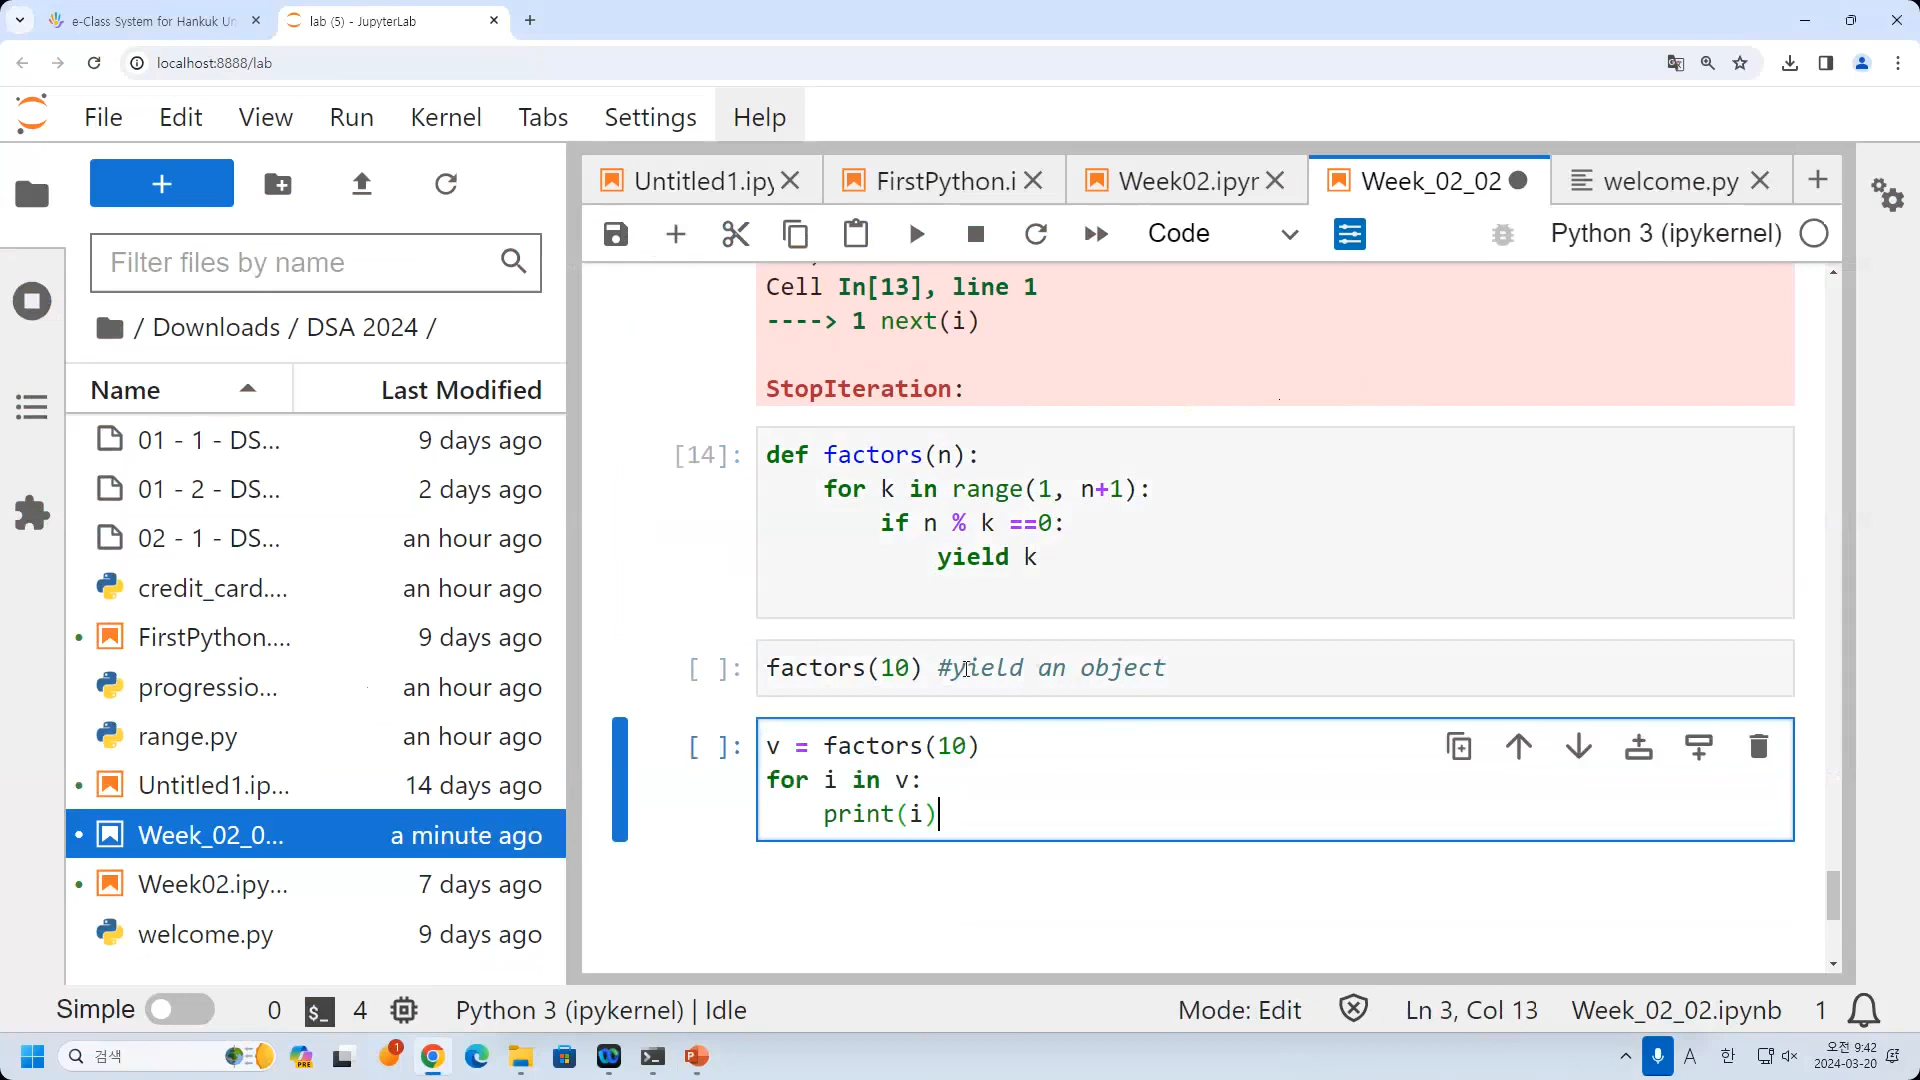 e-Class System for Hankuk Un
lab (5) - JupyterLab
localhost:8888/lab
File Edit View Run Kernel Tabs Settings Help
Untitled1.ipy
FirstPython.i
Week02.ipyr
Week_02_02
welcome.py
Code
Python 3 (ipykernel)
Filter files by name
/ Downloads / DSA 2024 /
Name Last Modified
01 - 1 - DS... 9 days ago
01 - 2 - DS... 2 days ago
02 - 1 - DS... an hour ago
credit_card.... an hour ago
FirstPython.... 9 days ago
progressio... an hour ago
range.py an hour ago
Untitled1.ip... 14 days ago
Week_02_0... a minute ago
Week02.ipy... 7 days ago
welcome.py 9 days ago
Cell In[13], line 1
----> 1 next(i)
StopIteration:
[14]: def factors(n):
for k in range(1, n+1):
if n % k ==0:
yield k
[ ]: factors(10) #yield an object
[ ]: v = factors(10)
for i in v:
print(i)
Simple 0 $_ 4 Python 3 (ipykernel) | Idle Mode: Edit Ln 3, Col 13 Week_02_02.ipynb 1
검색
PRE
1
A
한
오전 9:42
2024-03-20